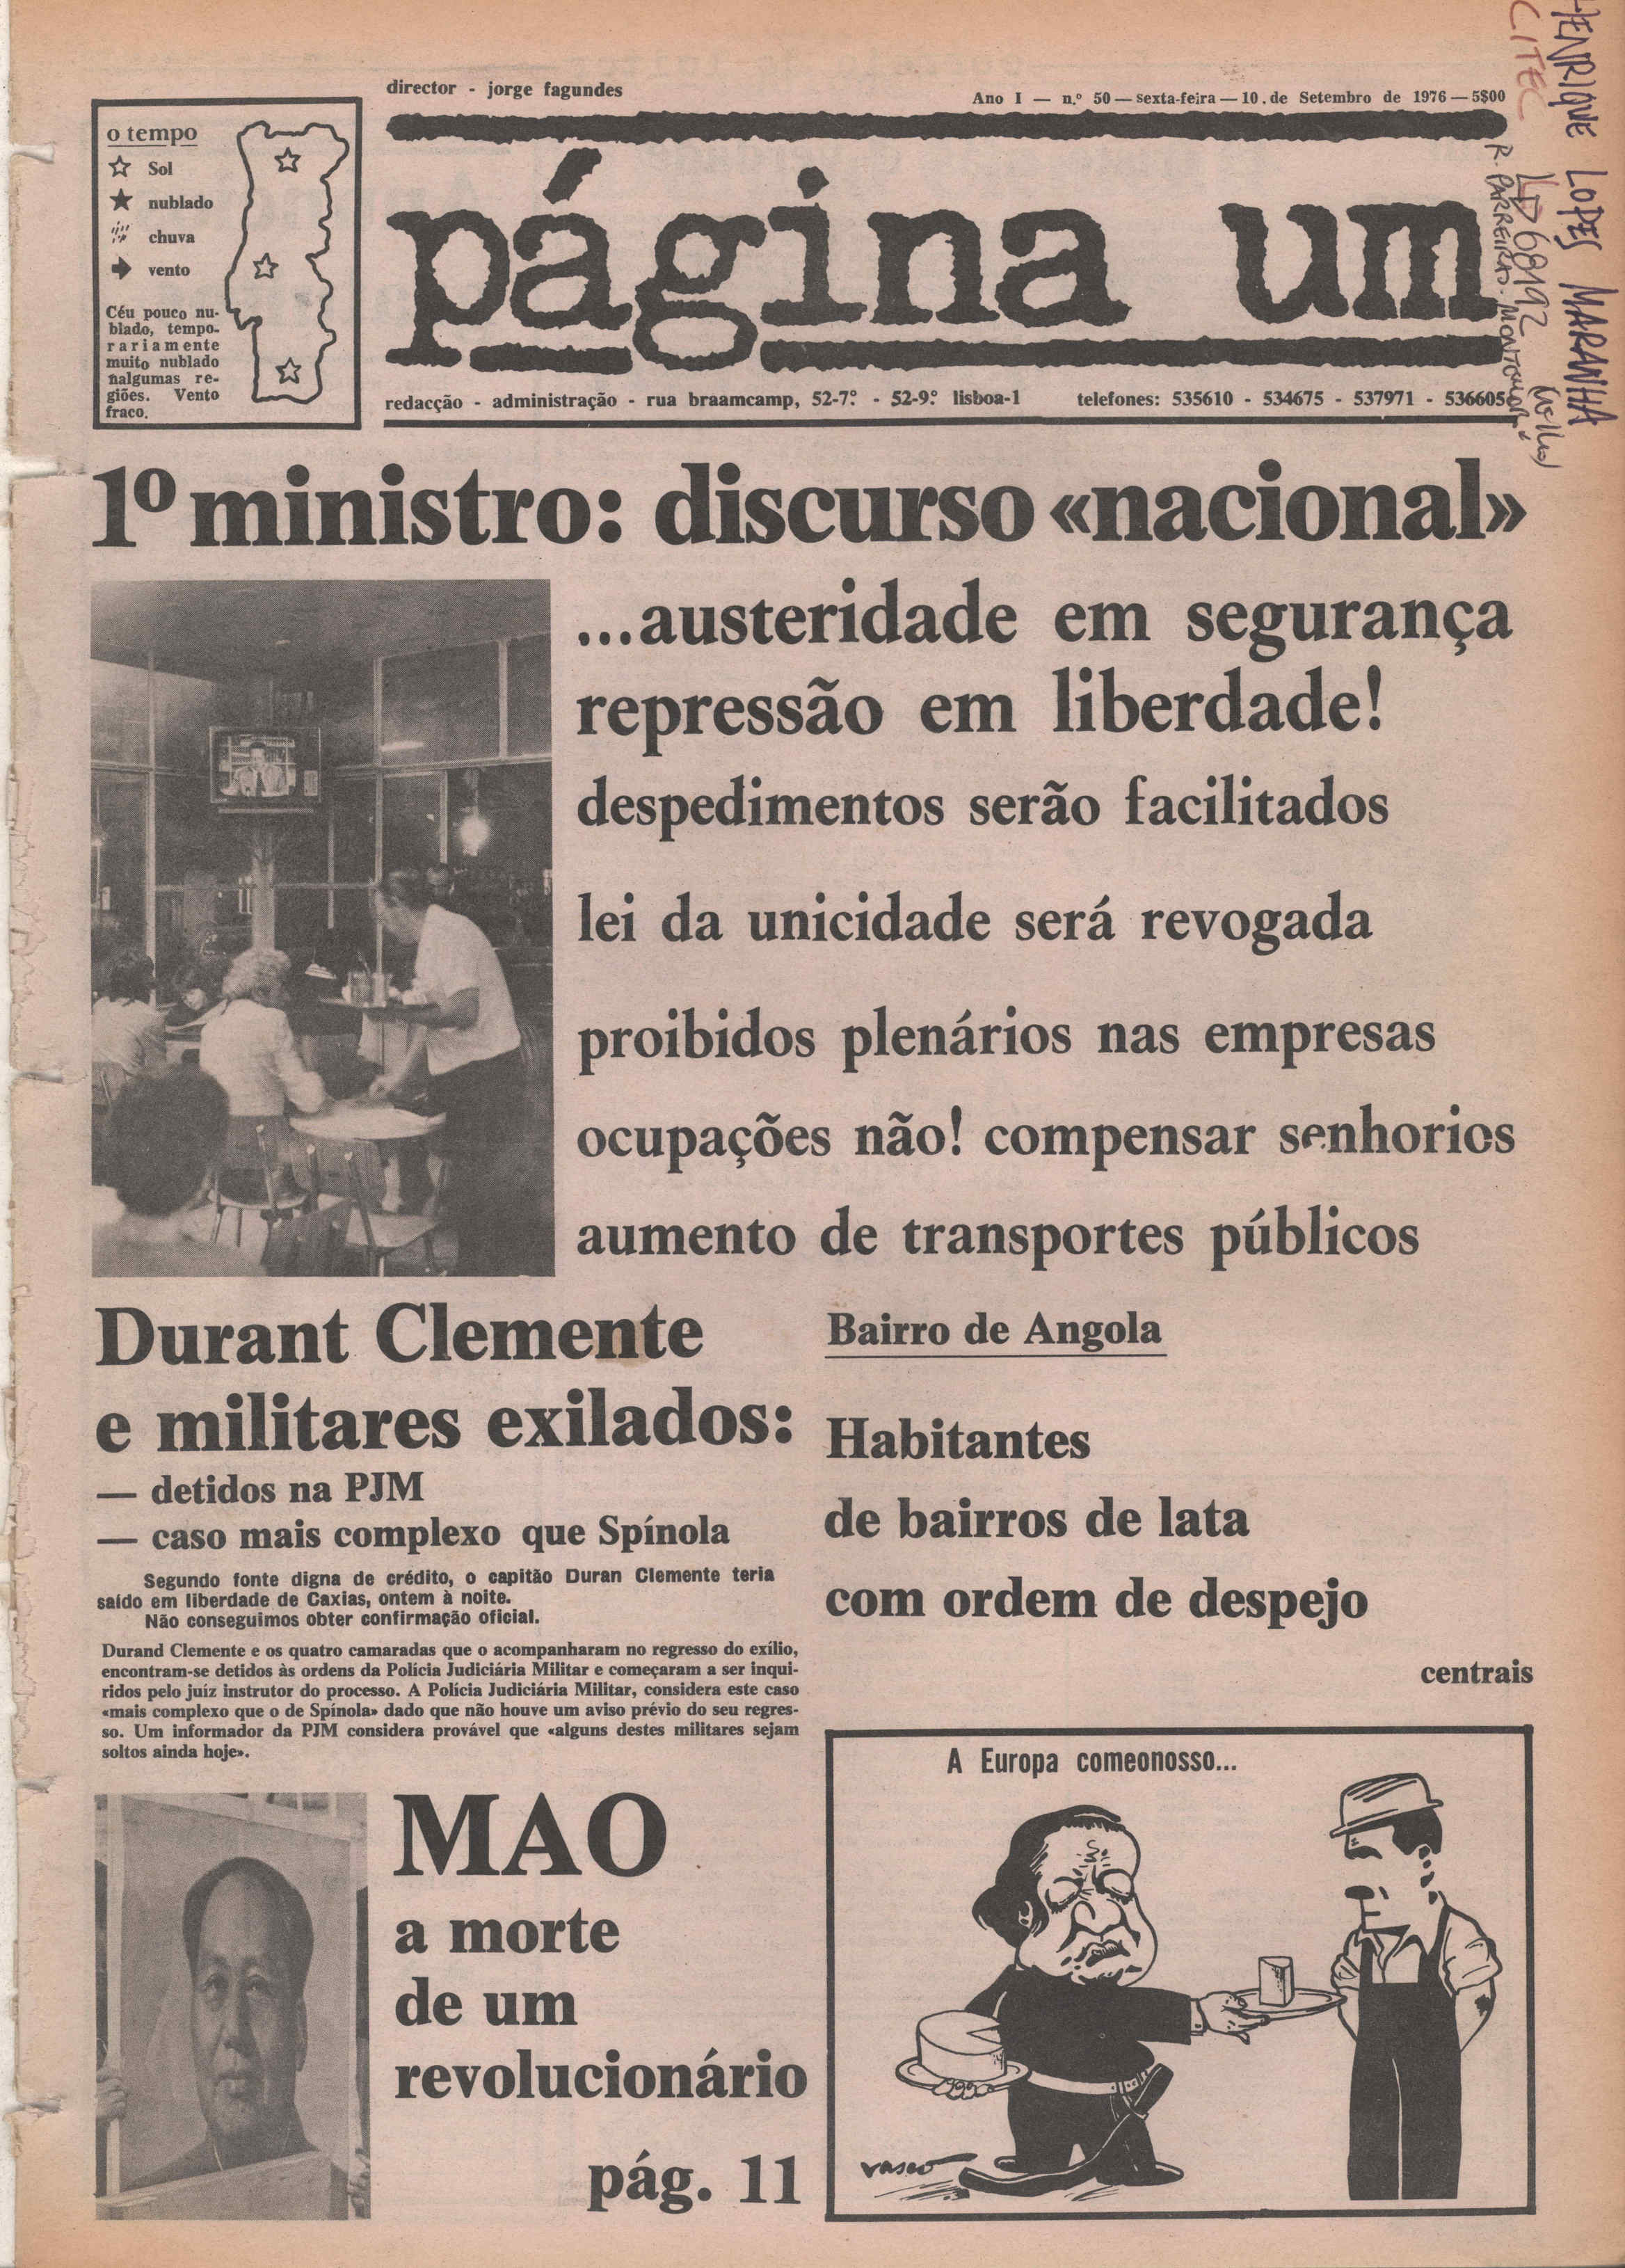 director - jorge fagundes
Ano I — n.º 50 — sexta-feira — 10 . de Setembro de 1976 — 5$00
o tempo
Sol
nublado
chuva
vento
Céu pouco nu-
blado, tempo-
rariamente
muito nublado
nalgumas re-
giões. Vento
fraco.
página um
redacção - administração - rua braamcamp, 52-7.º - 52-9.º lisboa-1 telefones: 535610 - 534675 - 537971 - 536605
HENRIQUE LOPES MARANHA
CITEC
R. PARREIRAS - MONTOMOR
1º ministro: discurso «nacional»
...austeridade em segurança
repressão em liberdade!
despedimentos serão facilitados
lei da unicidade será revogada
proibidos plenários nas empresas
ocupações não! compensar senhorios
aumento de transportes públicos
Durant Clemente
e militares exilados:
— detidos na PJM
— caso mais complexo que Spínola
Segundo fonte digna de crédito, o capitão Duran Clemente teria
saído em liberdade de Caxias, ontem à noite.
Não conseguimos obter confirmação oficial.
Durand Clemente e os quatro camaradas que o acompanharam no regresso do exílio,
encontram-se detidos às ordens da Polícia Judiciária Militar e começaram a ser inqui-
ridos pelo juíz instrutor do processo. A Polícia Judiciária Militar, considera este caso
«mais complexo que o de Spínola» dado que não houve um aviso prévio do seu regres-
so. Um informador da PJM considera provável que «alguns destes militares sejam
soltos ainda hoje».
Bairro de Angola
Habitantes
de bairros de lata
com ordem de despejo
centrais
MAO
a morte
de um
revolucionário
pág. 11
A Europa comeonosso...
vasco